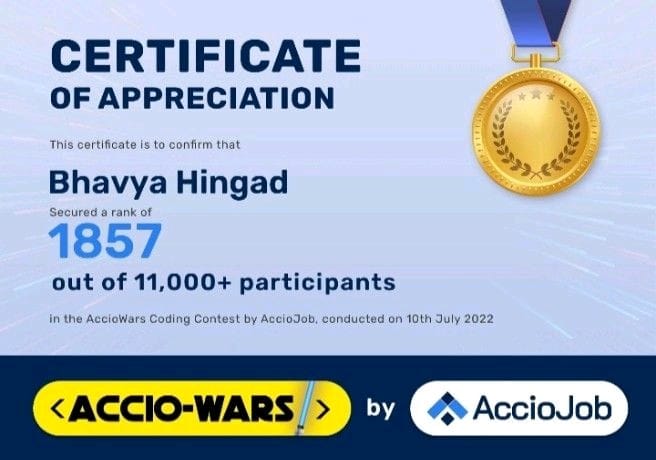 CERTIFICATE
OF APPRECIATION
This certificate is to confirm that
Bhavya Hingad
Secured a rank of
1857
out of 11,000+ participants
in the AccioWars Coding Contest by AccioJob, conducted on 10th July 2022
<ACCIO-WARS> by AccioJob